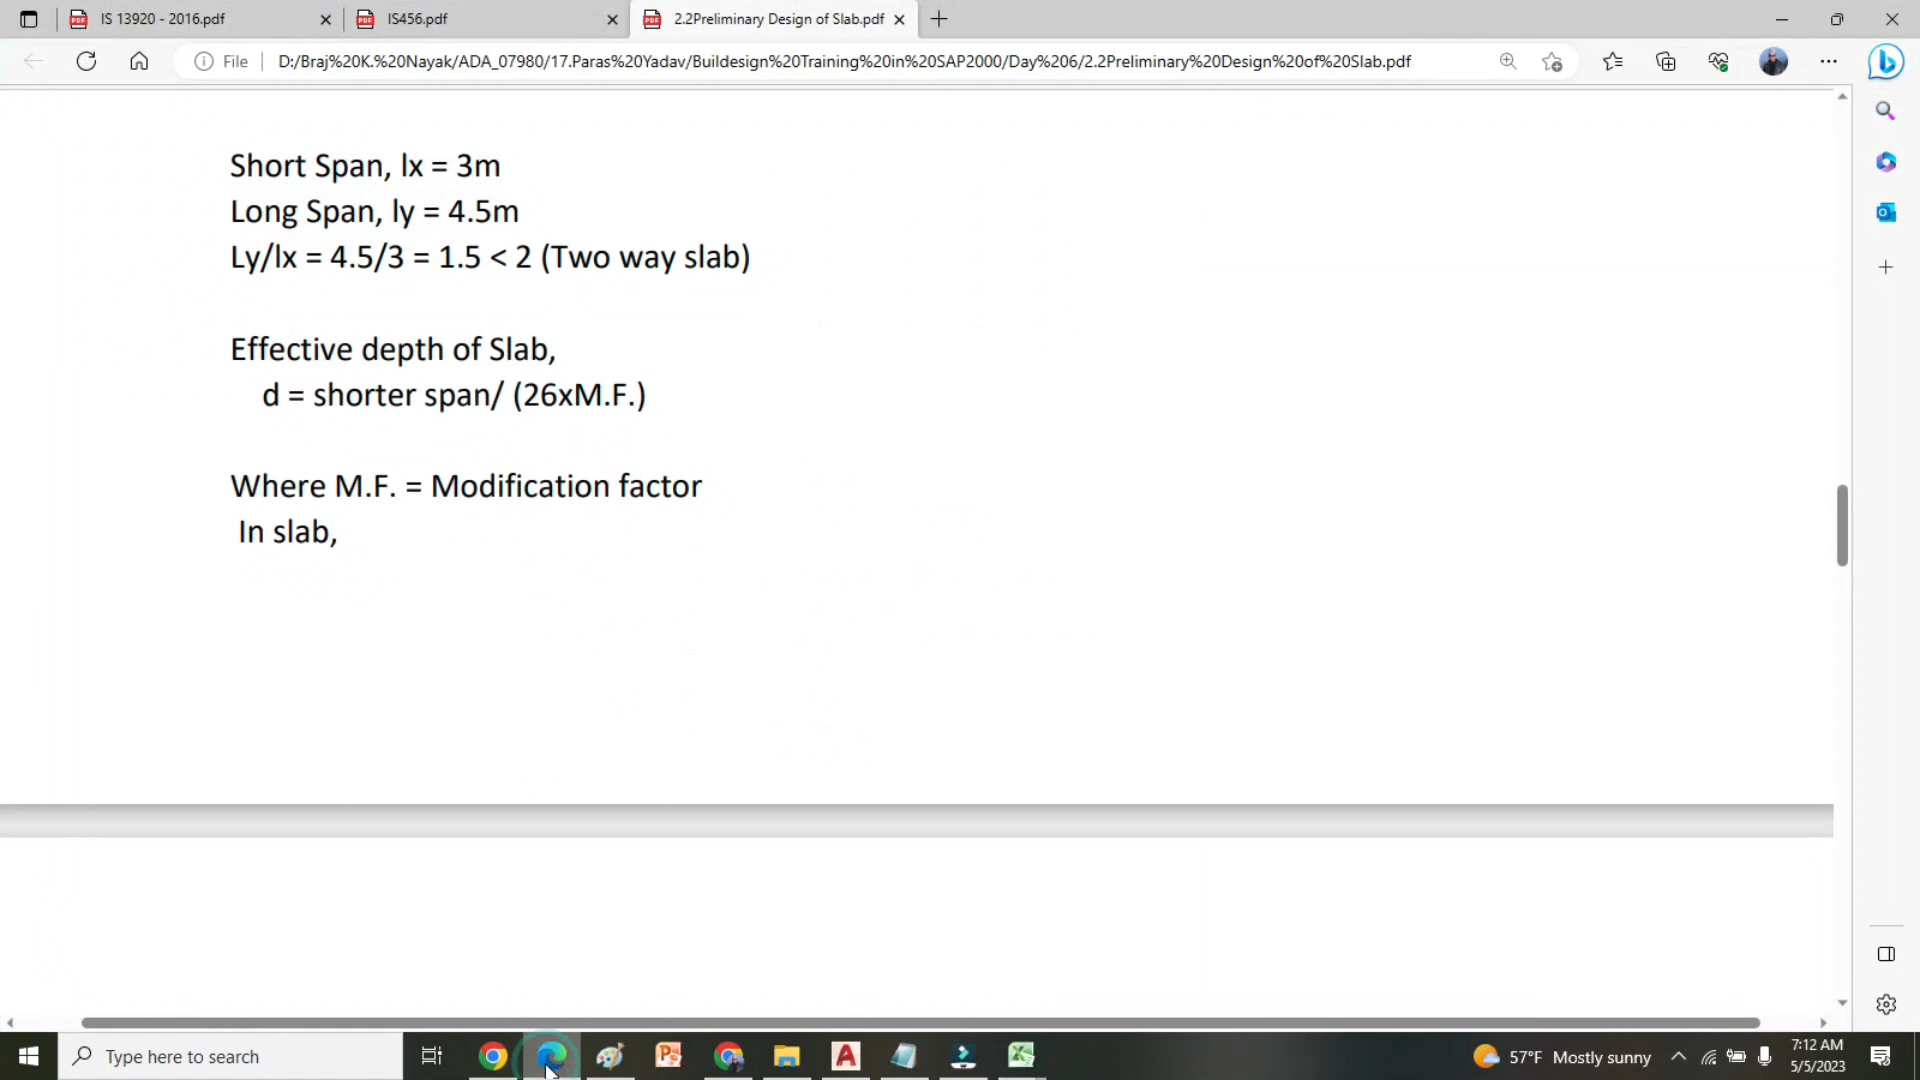 IS 13920 - 2016.pdf
IS456.pdf
2.2Preliminary Design of Slab.pdf
File
D:/Braj%20K.%20Nayak/ADA_07980/17.Paras%20Yadav/Buildesign%20Training%20in%20SAP2000/Day%206/2.2Preliminary%20Design%20of%20Slab.pdf
Short Span, lx = 3m
Long Span, ly = 4.5m
Ly/lx = 4.5/3 = 1.5 < 2 (Two way slab)
Effective depth of Slab,
d = shorter span/ (26xM.F.)
Where M.F. = Modification factor
In slab,
Type here to search
57°F Mostly sunny
7:12 AM
5/5/2023